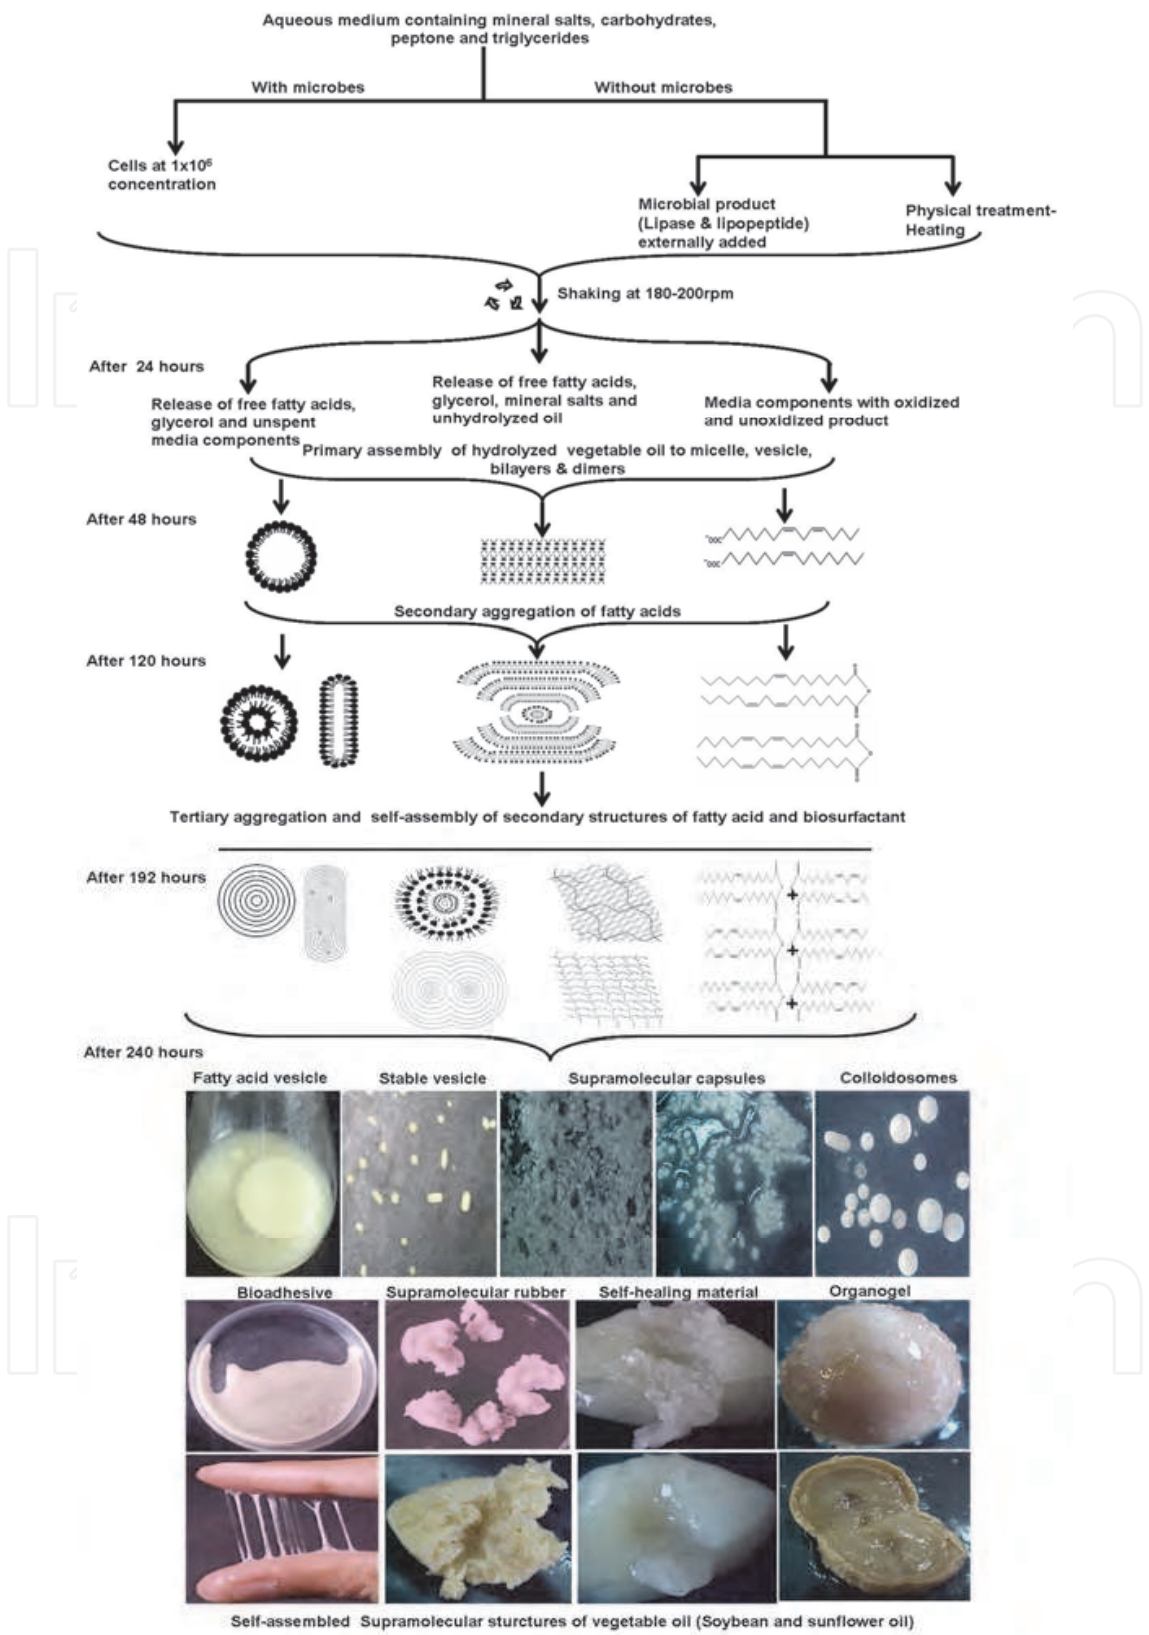 Aqueous medium containing mineral salts, carbohydrates,
peptone and triglycerides
With microbes
Without microbes
Cells at 1x10⁶
concentration
Microbial product
(Lipase & lipopeptide)
externally added
Physical treatment-
Heating
Shaking at 180-200rpm
After 24 hours
Release of free fatty acids,
glycerol and unspent
media components
Release of free fatty acids,
glycerol, mineral salts and
unhydrolyzed oil
Media components with oxidized
and unoxidized product
Primary assembly of hydrolyzed vegetable oil to micelle, vesicle,
bilayers & dimers
After 48 hours
Secondary aggregation of fatty acids
After 120 hours
Tertiary aggregation and self-assembly of secondary structures of fatty acid and biosurfactant
After 192 hours
+
+
+
After 240 hours
Fatty acid vesicle
Stable vesicle
Supramolecular capsules
Colloidosomes
Bioadhesive
Supramolecular rubber
Self-healing material
Organogel
Self-assembled Supramolecular sturctures of vegetable oil (Soybean and sunflower oil)